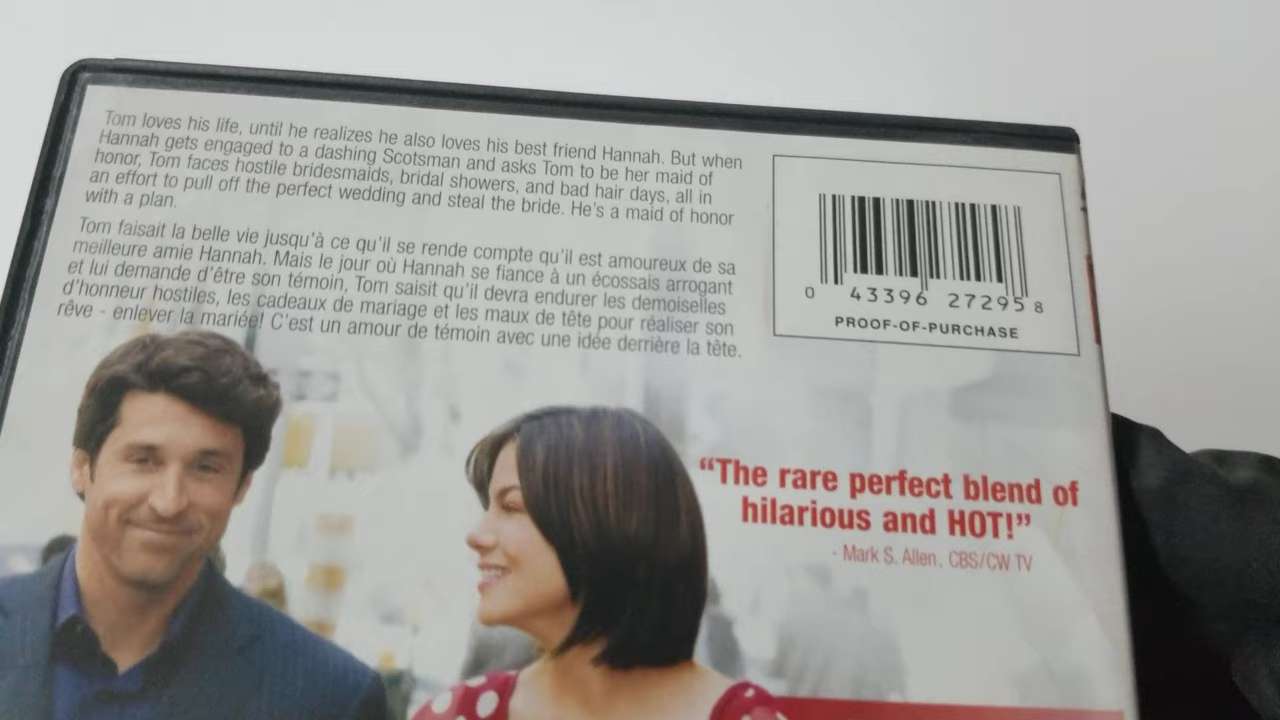 Tom loves his life, until he realizes he also loves his best friend Hannah. But when
Hannah gets engaged to a dashing Scotsman and asks Tom to be her maid of
honor, Tom faces hostile bridesmaids, bridal showers, and bad hair days, all in
an effort to pull off the perfect wedding and steal the bride. He's a maid of honor
with a plan.
Tom faisait la belle vie jusqu'à ce qu'il se rende compte qu'il est amoureux de sa
meilleure amie Hannah. Mais le jour où Hannah se fiance à un écossais arrogant
et lui demande d'être son témoin, Tom saisit qu'il devra endurer les demoiselles
d'honneur hostiles, les cadeaux de mariage et les maux de tête pour réaliser son
rêve - enlever la mariée! C'est un amour de témoin avec une idée derrière la tête.
0 43396 27295 8
PROOF-OF-PURCHASE
"The rare perfect blend of
hilarious and HOT!"
- Mark S. Allen, CBS/CW TV